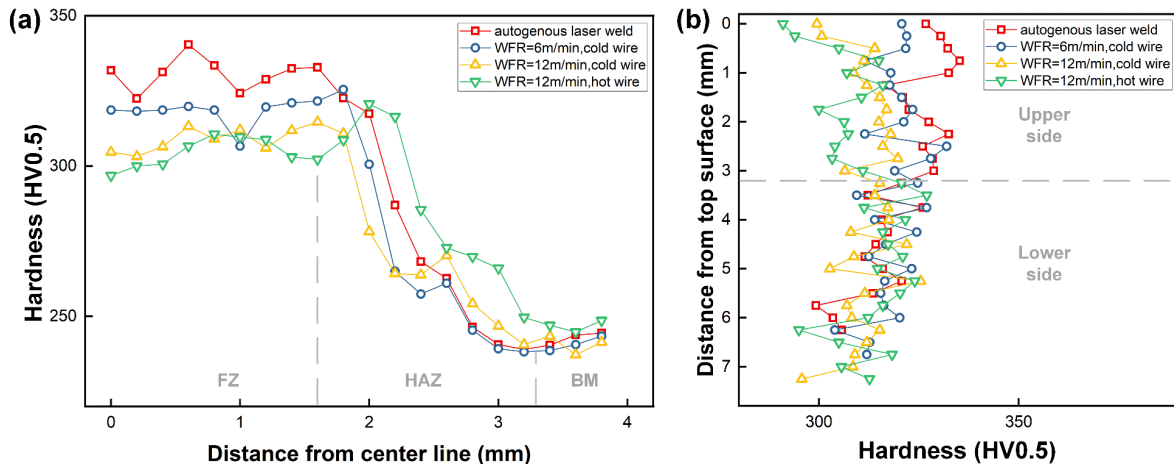 (a)
350
300
250
Hardness (HV0.5)
autogenous laser weld
WFR=6m/min,cold wire
WFR=12m/min,cold wire
WFR=12m/min,hot wire
FZ
HAZ
BM
0
1
2
3
4
Distance from center line (mm)
(b)
0
1
2
3
4
5
6
7
Distance from top surface (mm)
autogenous laser weld
WFR=6m/min,cold wire
WFR=12m/min,cold wire
WFR=12m/min,hot wire
Upper
side
Lower
side
300
350
Hardness (HV0.5)